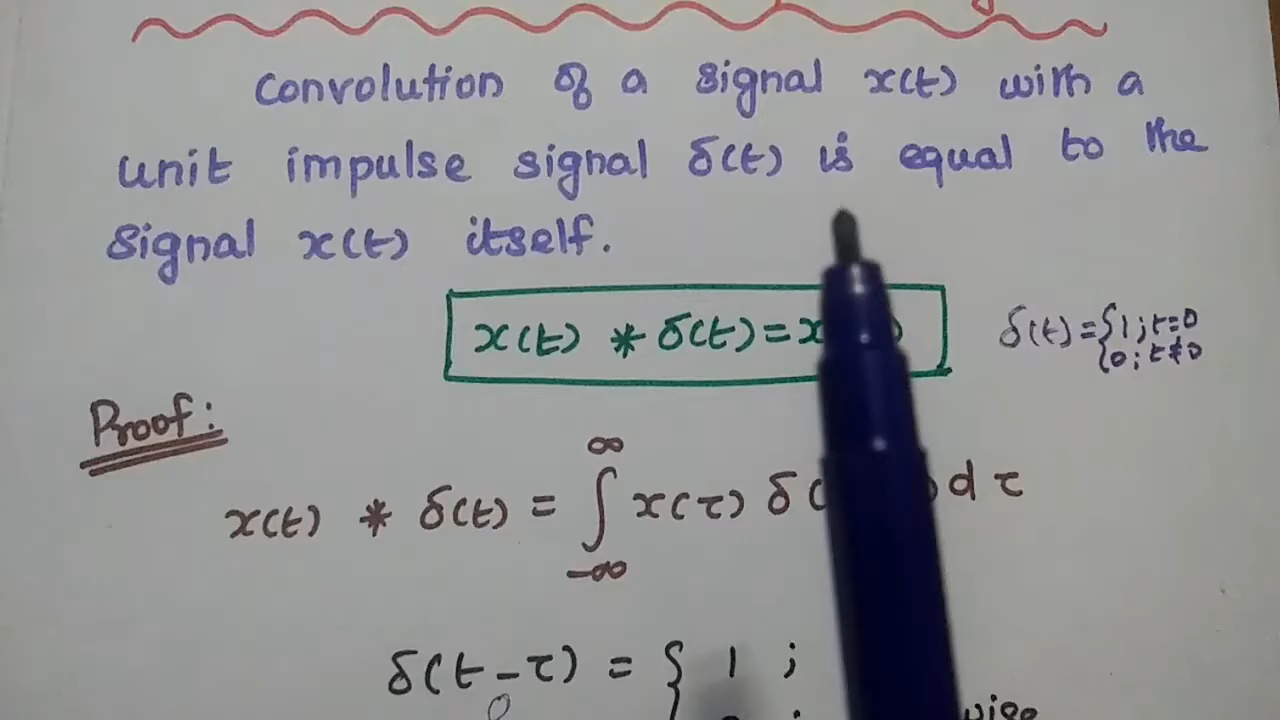 convolution of a signal x(t) with a
unit impulse signal δ(t) is equal to the
signal x(t) itself.
x(t) * δ(t) = x
δ(t) = { 1 ; t=0
{ 0 ; t≠0
Proof:
x(t) * δ(t) = ∫_{-∞}^{∞} x(τ) δ( ) dτ
δ(t-τ) = { 1 ;